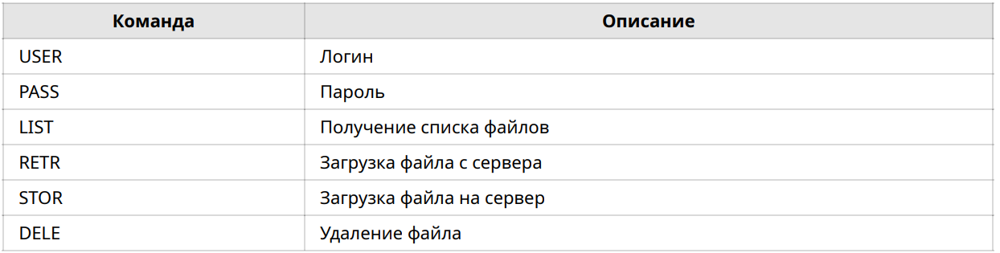 Команда Описание
USER Логин
PASS Пароль
LIST Получение списка файлов
RETR Загрузка файла с сервера
STOR Загрузка файла на сервер
DELE Удаление файла